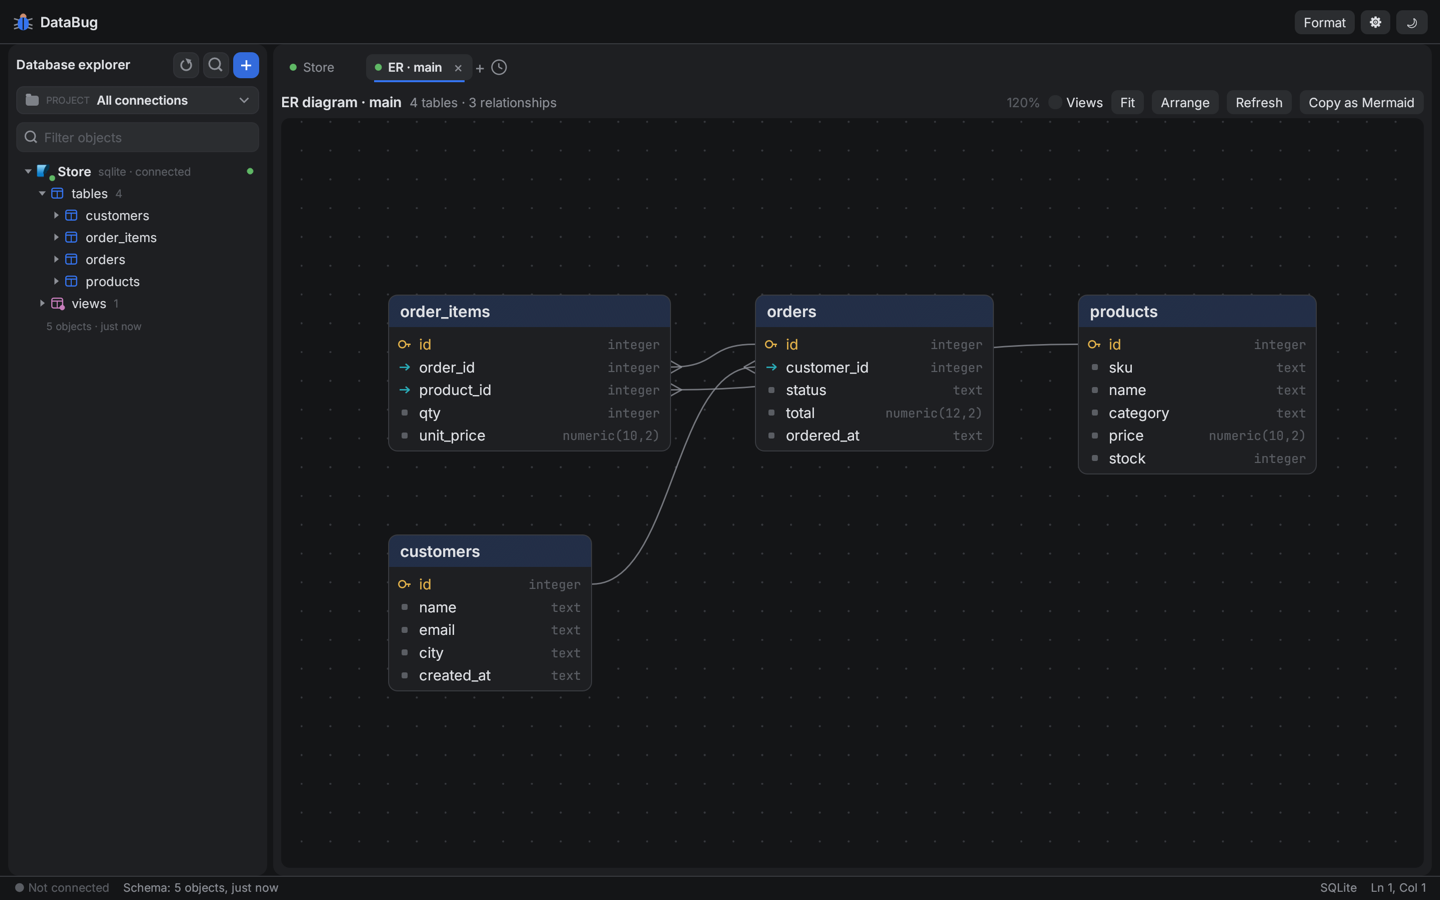 DataBug
Format
Database explorer
PROJECT All connections
Filter objects
Store sqlite · connected
tables 4
customers
order_items
orders
products
views 1
5 objects · just now
Store
ER · main
ER diagram · main 4 tables · 3 relationships
120% Views Fit Arrange Refresh Copy as Mermaid
order_items
id integer
order_id integer
product_id integer
qty integer
unit_price numeric(10,2)
orders
id integer
customer_id integer
status text
total numeric(12,2)
ordered_at text
products
id integer
sku text
name text
category text
price numeric(10,2)
stock integer
customers
id integer
name text
email text
city text
created_at text
Not connected Schema: 5 objects, just now
SQLite Ln 1, Col 1